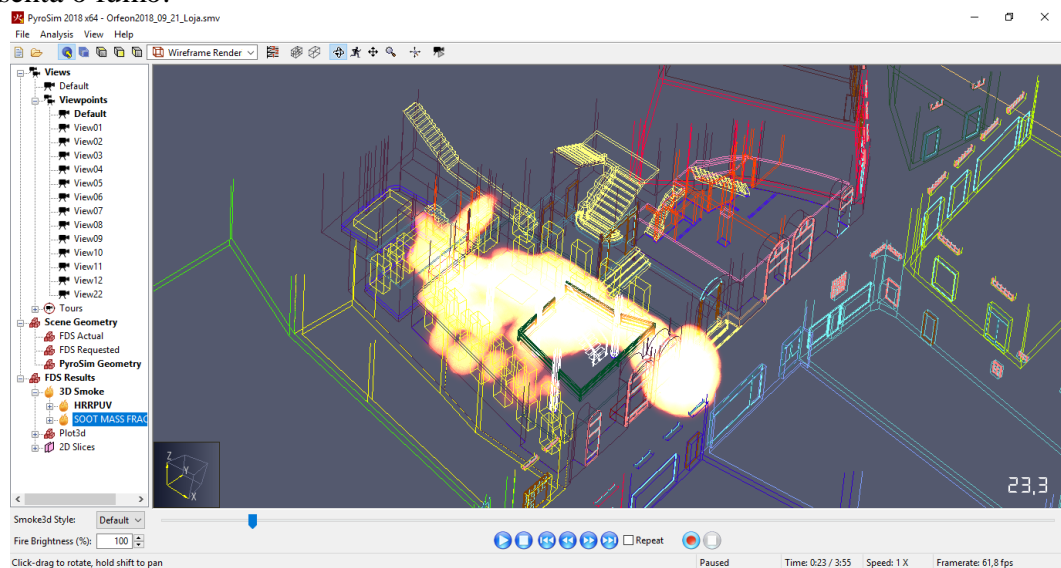 senta o fumo.
PyroSim 2018 x64 - Orfeon2018_09_21_Loja.smv
File Analysis View Help
Wireframe Render
Views
Default
Viewpoints
Default
View01
View02
View03
View04
View05
View06
View07
View08
View09
View10
View11
View12
View22
Tours
Scene Geometry
FDS Actual
FDS Requested
PyroSim Geometry
FDS Results
3D Smoke
HRRPUV
SOOT MASS FRAC
Plot3d
2D Slices
Z
Y
X
23,3
Smoke3d Style: Default
Fire Brightness (%): 100
Repeat
Click-drag to rotate, hold shift to pan
Paused
Time: 0:23 / 3:55
Speed: 1 X
Framerate: 61,8 fps